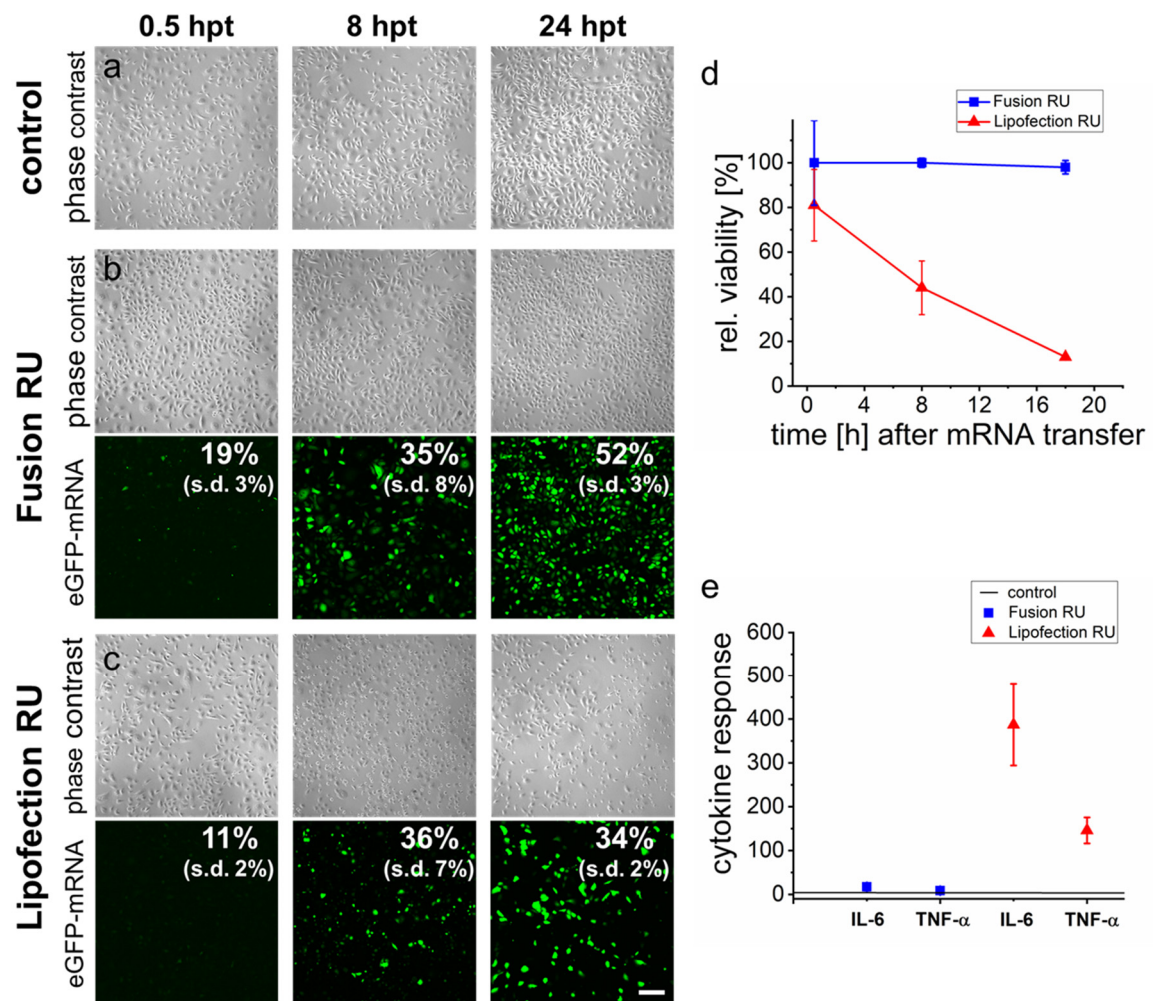 0.5 hpt 8 hpt 24 hpt
control
phase contrast
a
Fusion RU
phase contrast
b
eGFP-mRNA
19%
(s.d. 3%)
35%
(s.d. 8%)
52%
(s.d. 3%)
Lipofection RU
phase contrast
c
eGFP-mRNA
11%
(s.d. 2%)
36%
(s.d. 7%)
34%
(s.d. 2%)
d
Fusion RU
Lipofection RU
rel. viability [%]
100
80
60
40
20
0
0 4 8 12 16 20
time [h] after mRNA transfer
e
control
Fusion RU
Lipofection RU
cytokine response
600
500
400
300
200
100
0
IL-6 TNF-α IL-6 TNF-α